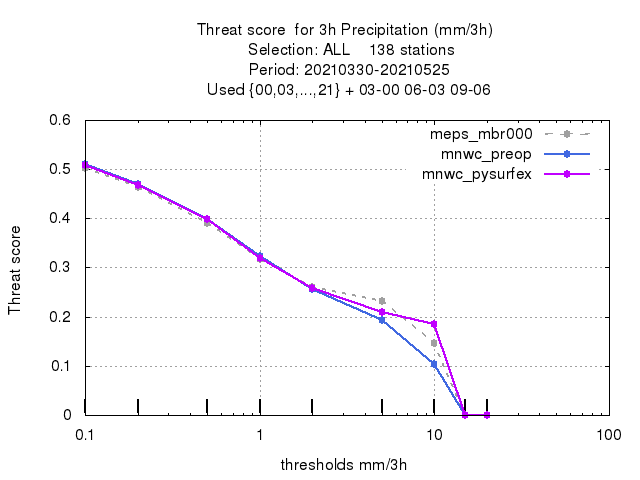 Threat score  for 3h Precipitation (mm/3h)
Selection: ALL    138 stations
Period: 20210330-20210525
Used {00,03,...,21} + 03-00 06-03 09-06
meps_mbr000
mnwc_preop
mnwc_pysurfex
0.6
0.5
0.4
0.3
0.2
0.1
0
Threat score
0.1 1 10 100
thresholds mm/3h